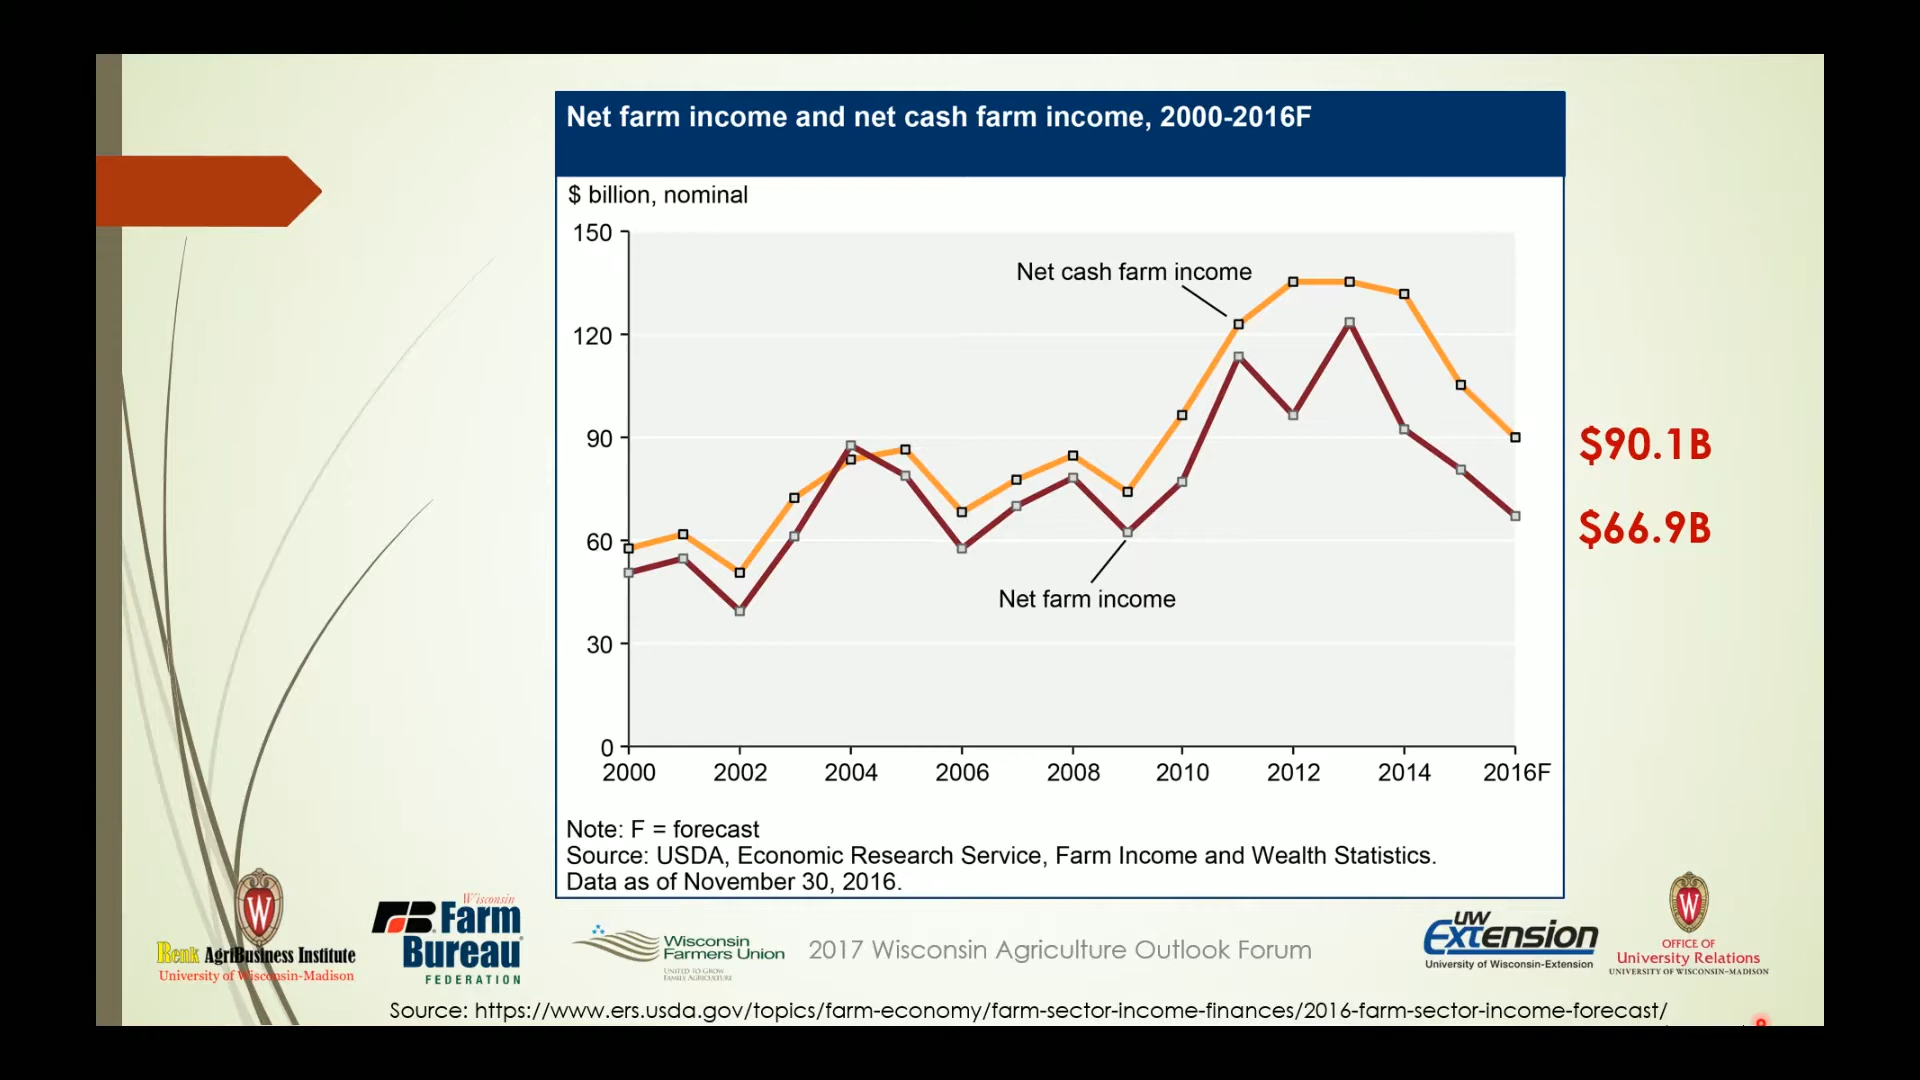 Net farm income and net cash farm income, 2000-2016F
$ billion, nominal
150
120
90
60
30
0
Net cash farm income
Net farm income
2000 2002 2004 2006 2008 2010 2012 2014 2016F
$90.1B
$66.9B
Note: F = forecast
Source: USDA, Economic Research Service, Farm Income and Wealth Statistics.
Data as of November 30, 2016.
W
Renk AgriBusiness Institute
University of Wisconsin-Madison
Wisconsin
FB Farm
Bureau
FEDERATION
Wisconsin
Farmers Union
UNITED TO GROW
FAMILY AGRICULTURE
2017 Wisconsin Agriculture Outlook Forum
UW
Extension
University of Wisconsin-Extension
W
OFFICE OF
University Relations
UNIVERSITY OF WISCONSIN–MADISON
Source: https://www.ers.usda.gov/topics/farm-economy/farm-sector-income-finances/2016-farm-sector-income-forecast/